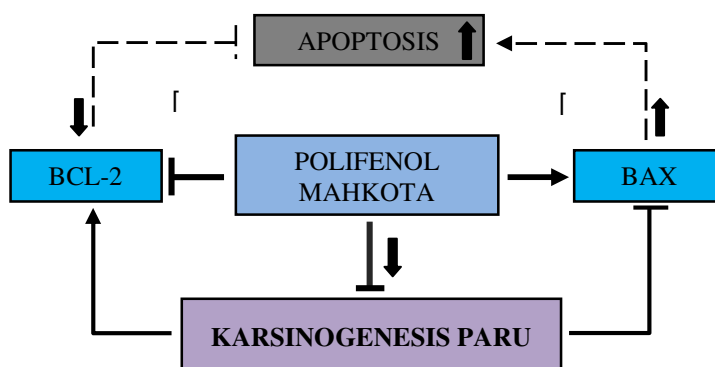 APOPTOSIS
BCL-2
POLIFENOL
MAHKOTA
BAX
KARSINOGENESIS PARU